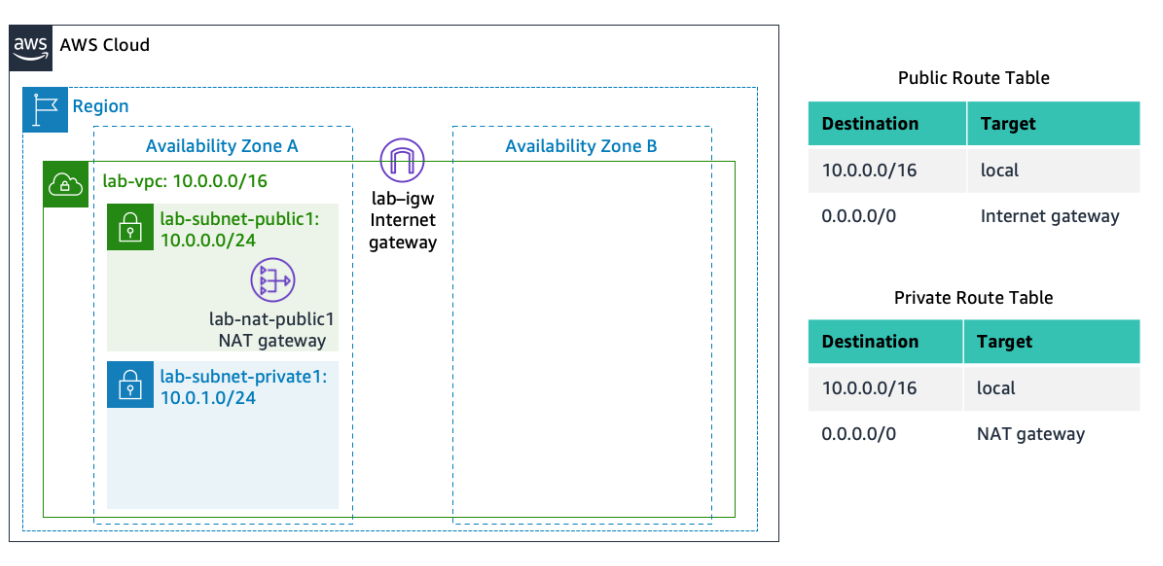 aws
AWS Cloud
Region
Availability Zone A
Availability Zone B
lab-vpc: 10.0.0.0/16
lab-subnet-public1:
10.0.0.0/24
lab-nat-public1
NAT gateway
lab-subnet-private1:
10.0.1.0/24
lab–igw
Internet
gateway
Public Route Table
Destination Target
10.0.0.0/16 local
0.0.0.0/0 Internet gateway
Private Route Table
Destination Target
10.0.0.0/16 local
0.0.0.0/0 NAT gateway